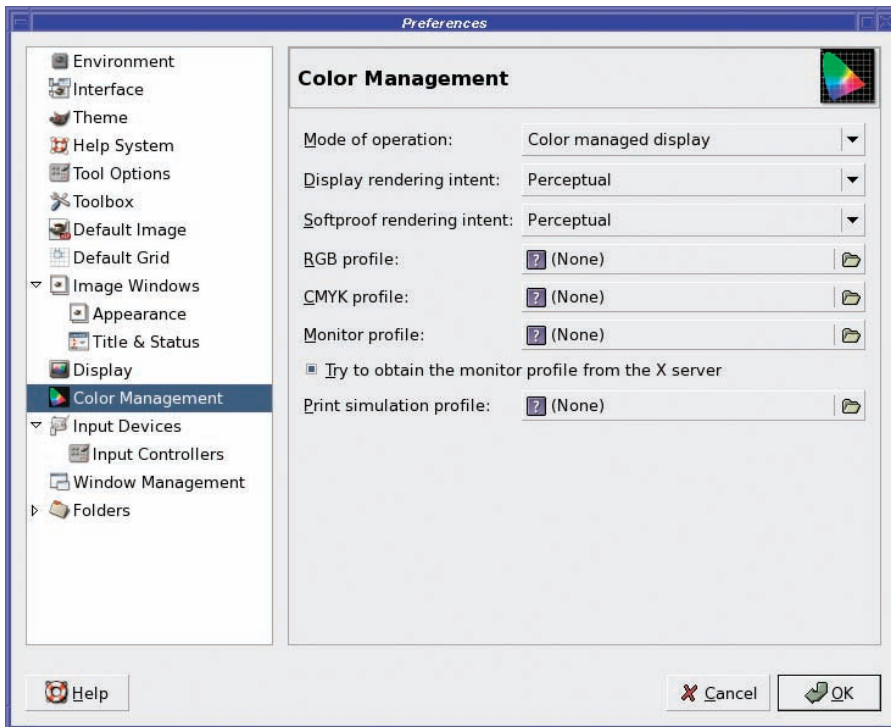 Preferences
Environment
Interface
Theme
Help System
Tool Options
Toolbox
Default Image
Default Grid
Image Windows
Appearance
Title & Status
Display
Color Management
Input Devices
Input Controllers
Window Management
Folders
Color Management
Mode of operation: Color managed display
Display rendering intent: Perceptual
Softproof rendering intent: Perceptual
RGB profile: ? (None)
CMYK profile: ? (None)
Monitor profile: ? (None)
Try to obtain the monitor profile from the X server
Print simulation profile: ? (None)
Help
Cancel
OK